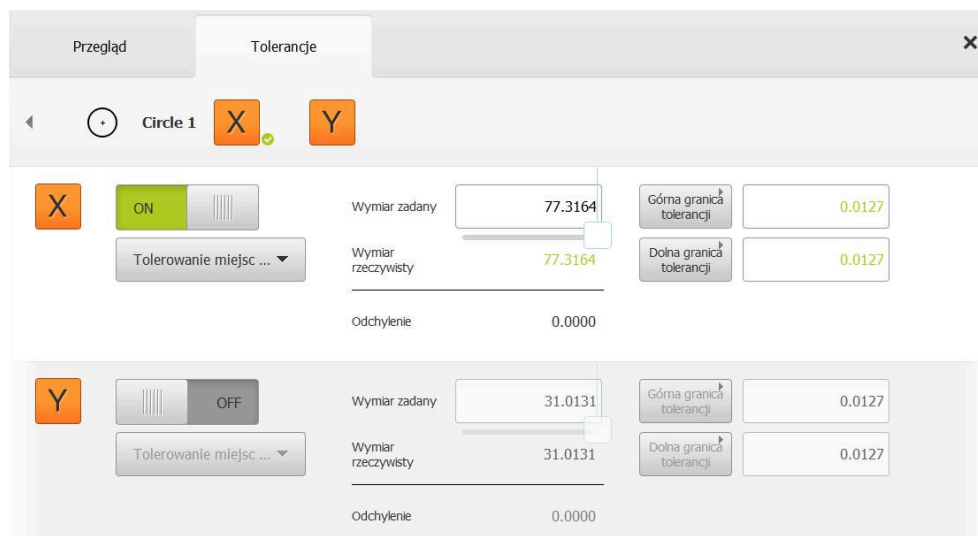 Przegląd
Tolerancje
Circle 1
X
Y
X
ON
Wymiar zadany
77.3164
Górna granica
tolerancji
0.0127
Tolerowanie miejsc ...
Wymiar
rzeczywisty
77.3164
Dolna granica
tolerancji
0.0127
Odchylenie
0.0000
Y
OFF
Wymiar zadany
31.0131
Górna granica
tolerancji
0.0127
Tolerowanie miejsc ...
Wymiar
rzeczywisty
31.0131
Dolna granica
tolerancji
0.0127
Odchylenie
0.0000